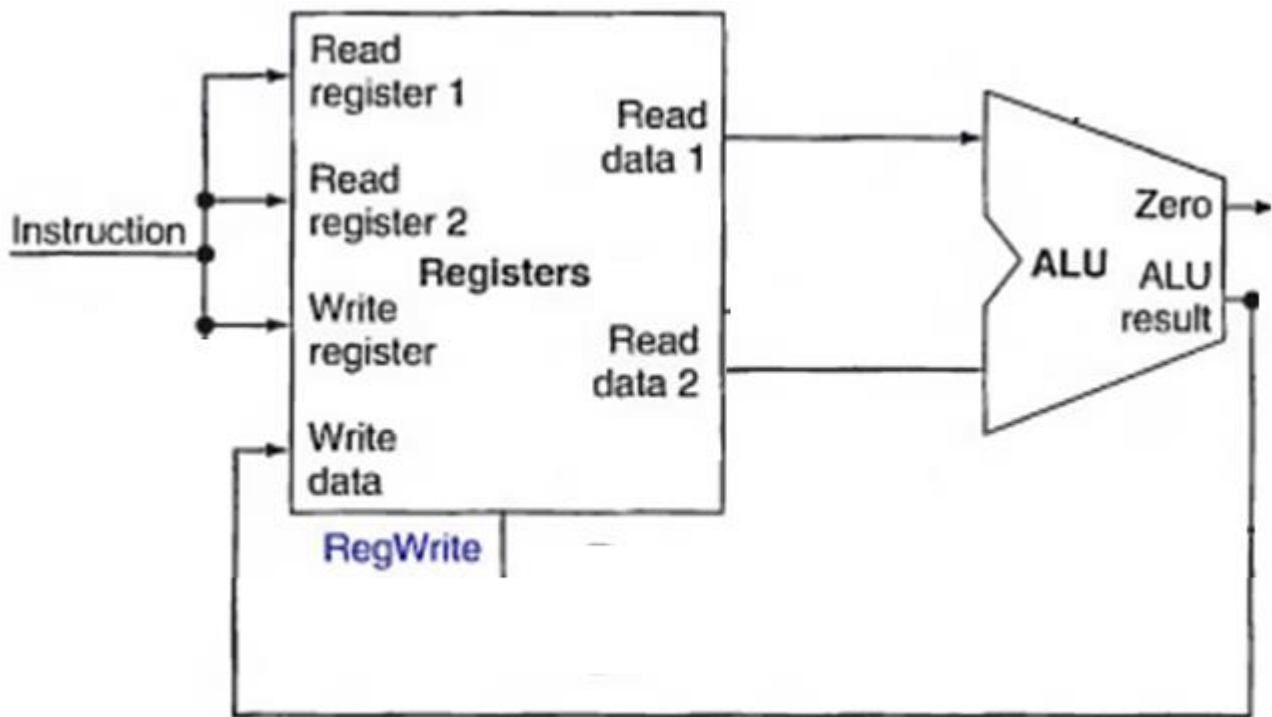 Read
register 1
Read
data 1
Read
register 2
Instruction
Registers
Write
register
Read
data 2
Write
data
RegWrite
Zero
ALU
ALU
result